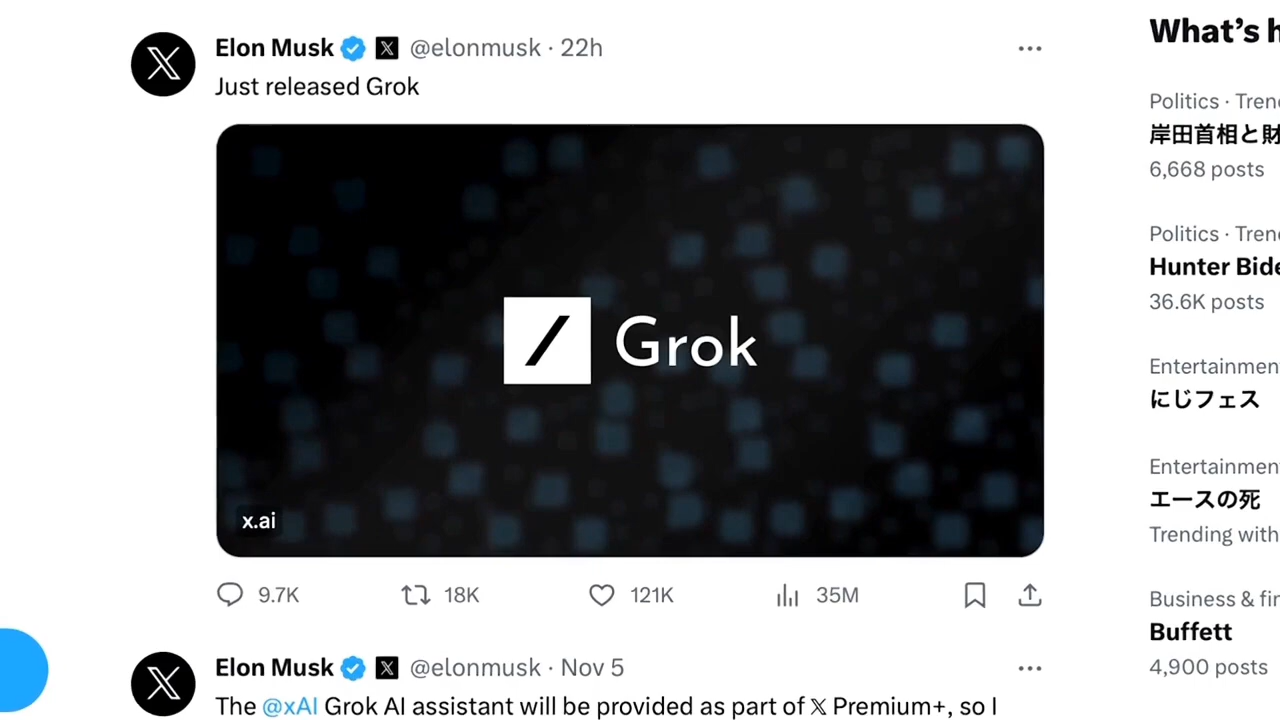 Elon Musk @elonmusk · 22h
Just released Grok
Grok
x.ai
9.7K 18K 121K 35M
Elon Musk @elonmusk · Nov 5
The @xAI Grok AI assistant will be provided as part of 𝕏 Premium+, so I
What's h
Politics · Tren
岸田首相と財
6,668 posts
Politics · Tren
Hunter Bide
36.6K posts
Entertainmen
にじフェス
Entertainmen
エースの死
Trending with
Business & fin
Buffett
4,900 posts